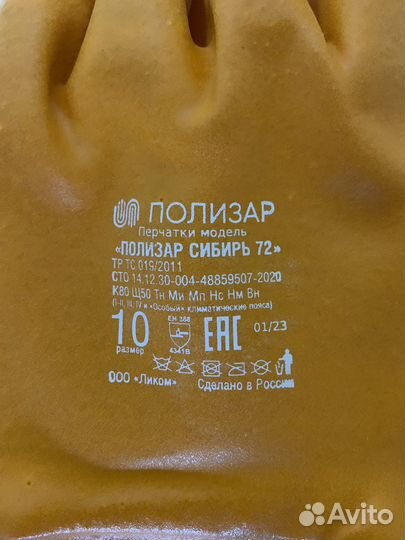 ПОЛИЗАР
Перчатки модель
«ПОЛИЗАР СИБИРЬ 72»
ТР ТС 019/2011
СТО 14.12.30-004-48859507-2020
К80 Щ50 Тн Ми Мп Нс Нм Вн
(I-II, III, IV и «Особый» климатические пояса)
10
размер
EN 388
4341B
ЕАС
01/23
ООО «Ликом» Сделано в России
Avito